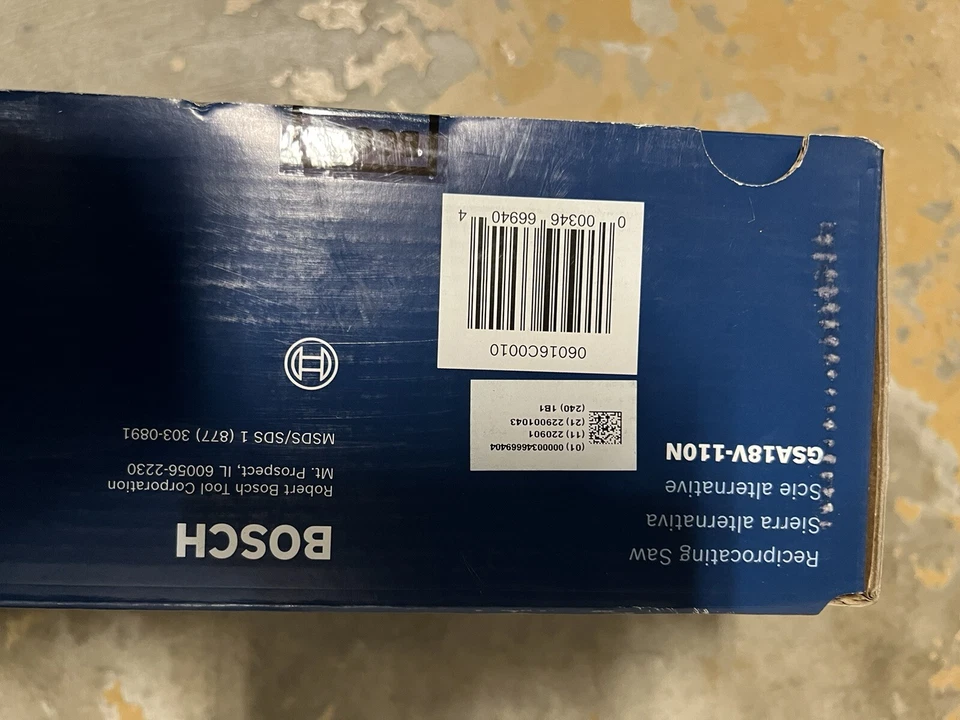 Reciprocating Saw
Sierra alternativa
Scie alternative
GSA18V-110N
(01) 00000346669404
(11) 220901
(21) 229001043
(240) 1B1
06016C0010
0 00346 66940 4
BOSCH
Robert Bosch Tool Corporation
Mt. Prospect, IL 60056-2230
MSDS/SDS 1 (877) 303-0891